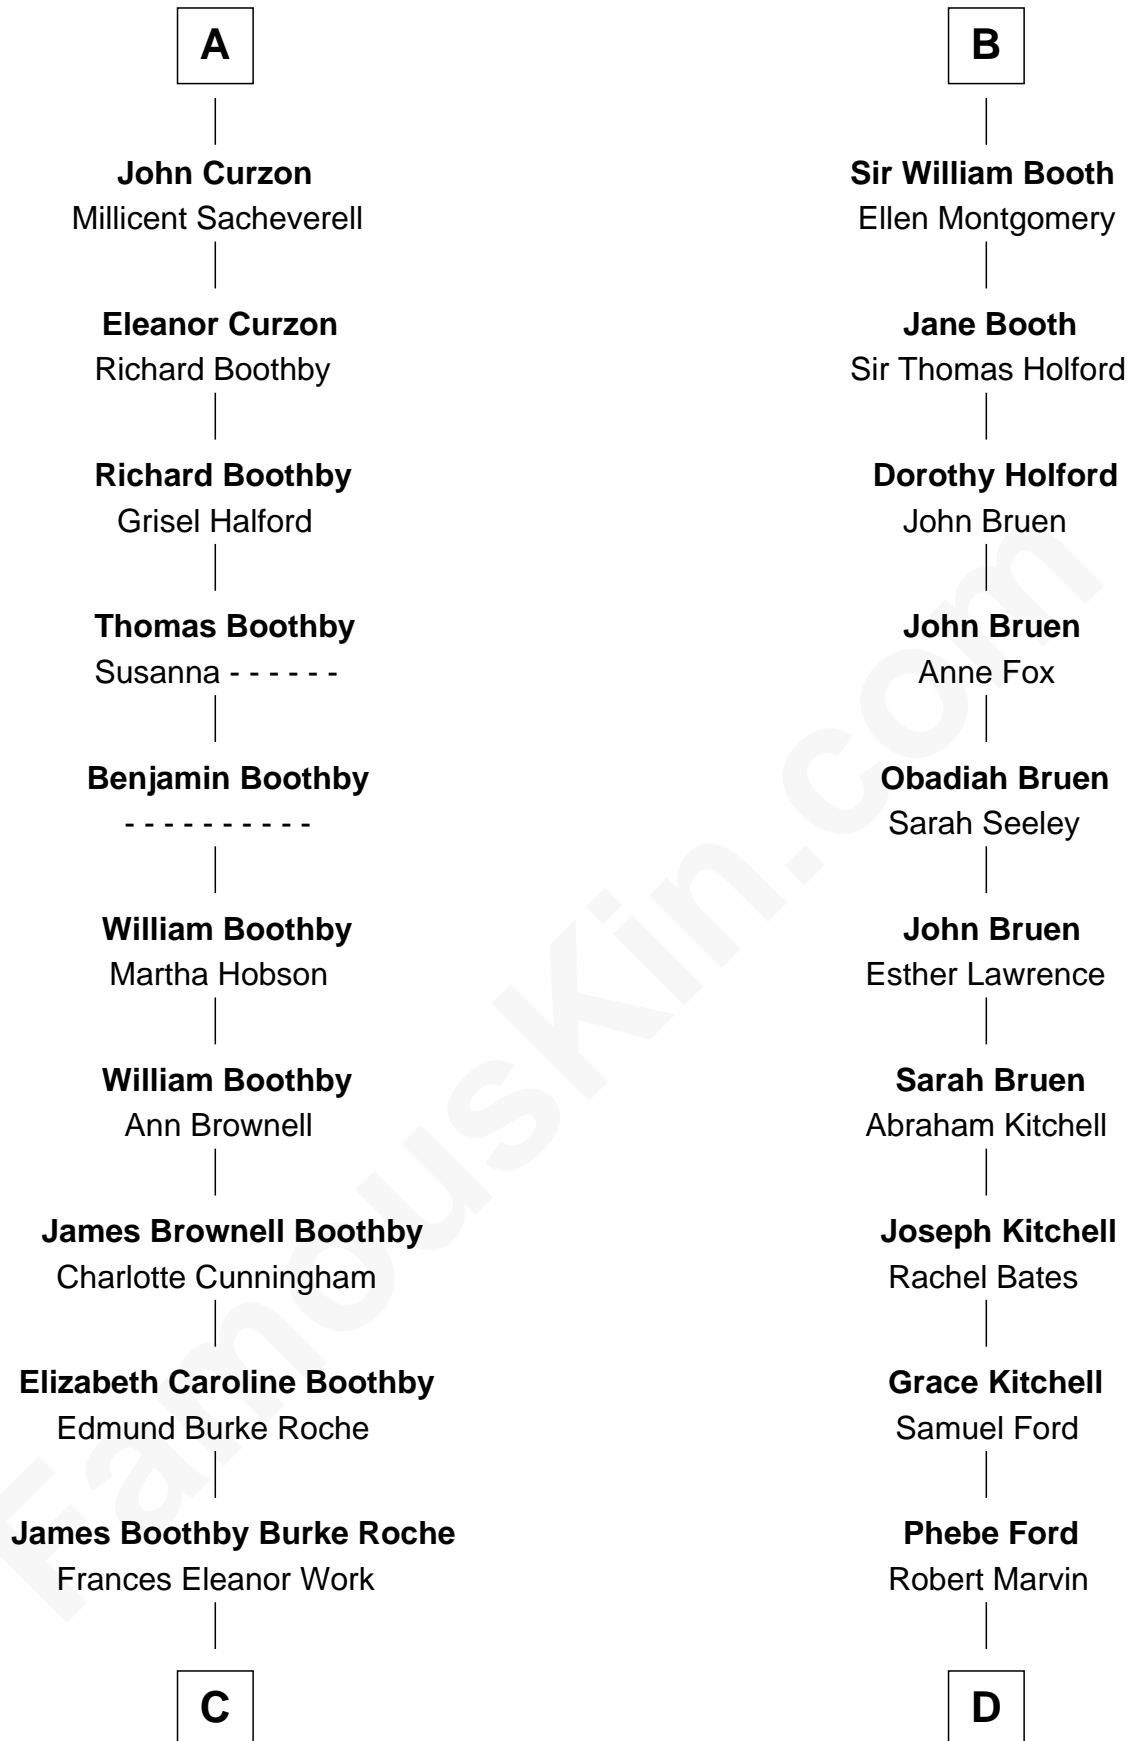 A
John Curzon
Millicent Sacheverell
Eleanor Curzon
Richard Boothby
Richard Boothby
Grisel Halford
Thomas Boothby
Susanna - - - - - -
Benjamin Boothby
- - - - - - - - - -
William Boothby
Martha Hobson
William Boothby
Ann Brownell
James Brownell Boothby
Charlotte Cunningham
Elizabeth Caroline Boothby
Edmund Burke Roche
James Boothby Burke Roche
Frances Eleanor Work
C
B
Sir William Booth
Ellen Montgomery
Jane Booth
Sir Thomas Holford
Dorothy Holford
John Bruen
John Bruen
Anne Fox
Obadiah Bruen
Sarah Seeley
John Bruen
Esther Lawrence
Sarah Bruen
Abraham Kitchell
Joseph Kitchell
Rachel Bates
Grace Kitchell
Samuel Ford
Phebe Ford
Robert Marvin
D
FamousKin.com